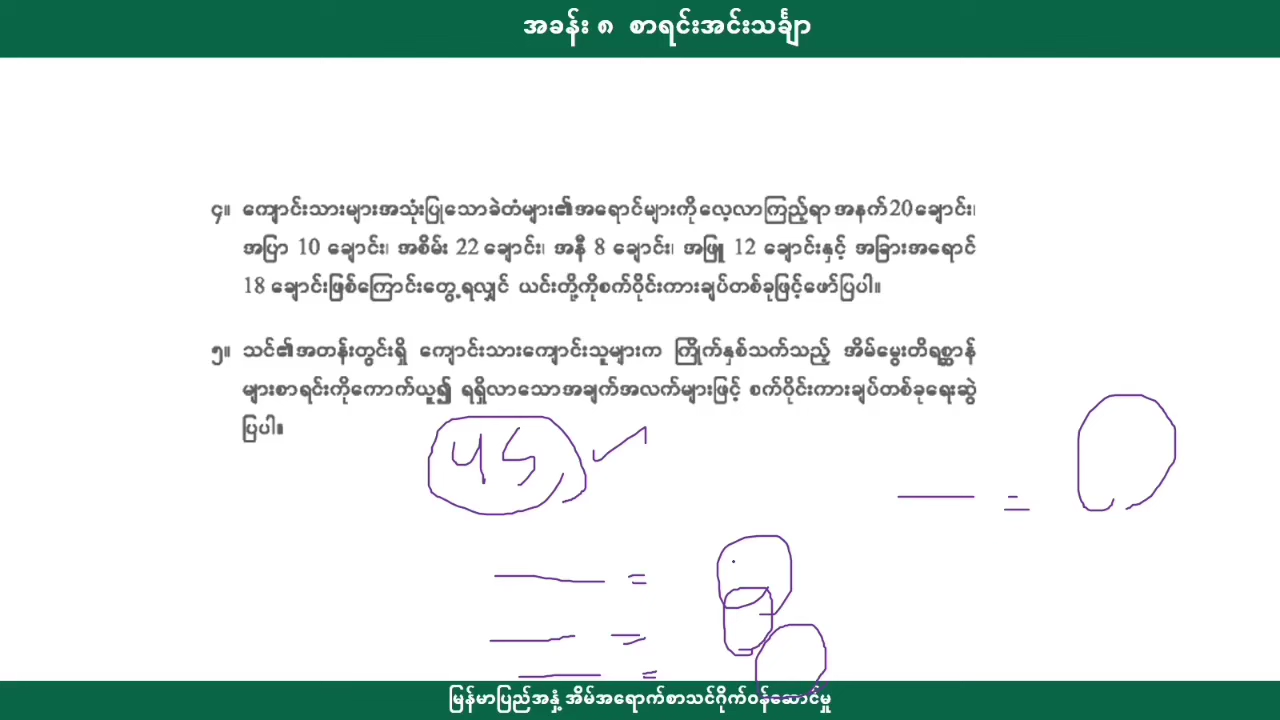 အခန်း ၈ စာရင်းအင်းသင်္ချာ
၄။ ကျောင်းသားများအသုံးပြုသောခဲတံများ၏အရောင်များကိုလေ့လာကြည့်ရာ အနက် 20 ချောင်း၊
အပြာ 10 ချောင်း၊ အစိမ်း 22 ချောင်း၊ အနီ 8 ချောင်း၊ အဖြူ 12 ချောင်းနှင့် အခြားအရောင်
18 ချောင်းဖြစ်ကြောင်းတွေ့ရလျှင် ယင်းတို့ကိုစက်ဝိုင်းကားချပ်တစ်ခုဖြင့်ဖော်ပြပါ။
၅။ သင်၏အတန်းတွင်းရှိ ကျောင်းသားကျောင်းသူများက ကြိုက်နှစ်သက်သည့် အိမ်မွေးတိရစ္ဆာန်
များစာရင်းကိုကောက်ယူ၍ ရရှိလာသောအချက်အလက်များဖြင့် စက်ဝိုင်းကားချပ်တစ်ခုရေးဆွဲ
ပြပါ။
45
=
=
=
=
မြန်မာပြည်အနှံ့ အိမ်အရောက်စာသင်ဂိုက်ဝန်ဆောင်မှု